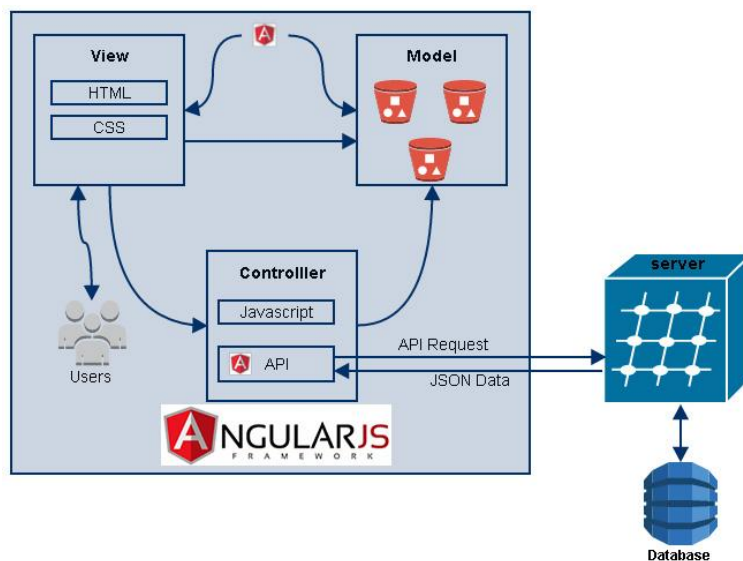 View
HTML
CSS
Model
Users
Controlller
Javascript
API
API Request
JSON Data
server
Database
ANGULARJS
FRAMEWORK